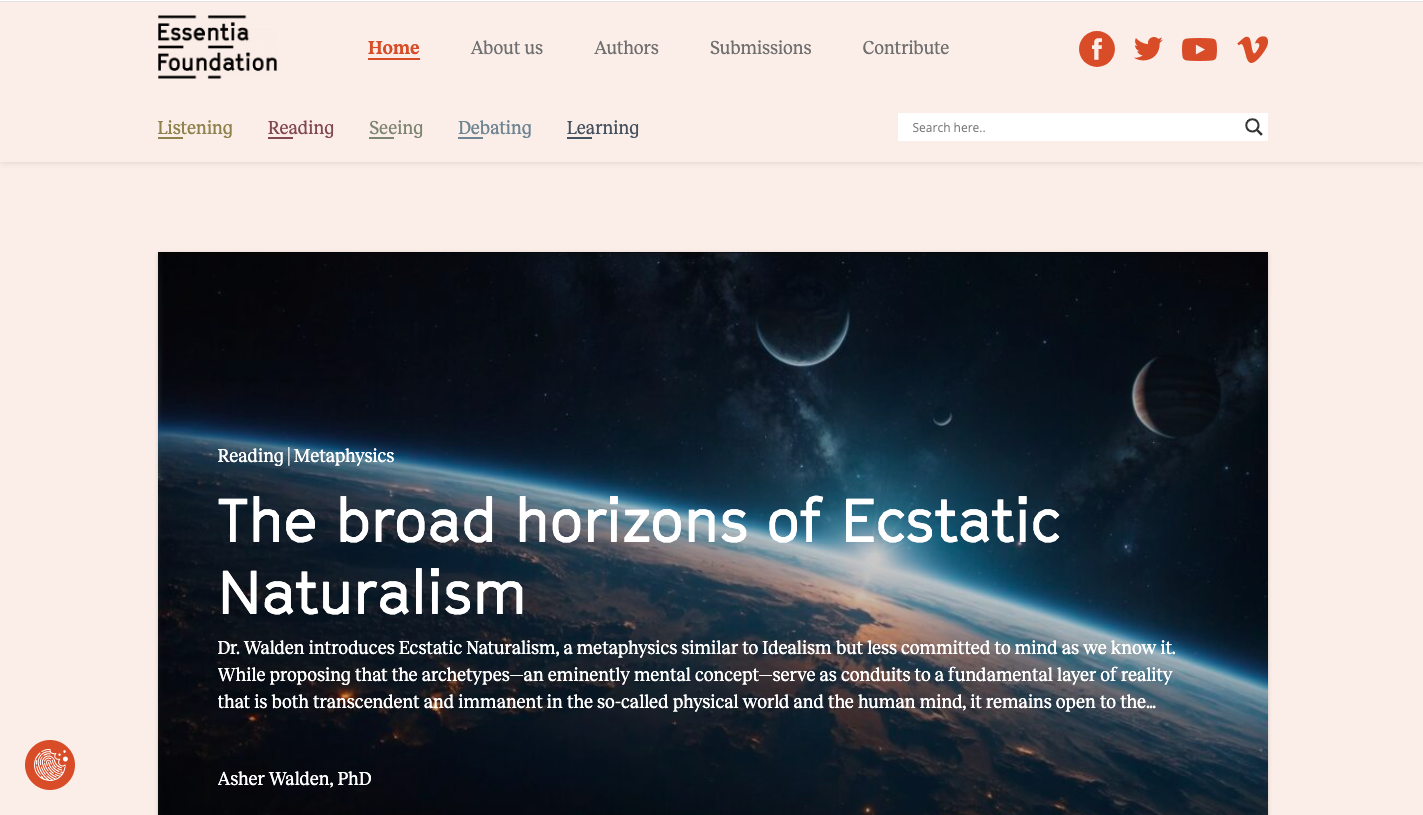 Essentia
Foundation
Home
About us
Authors
Submissions
Contribute
Listening
Reading
Seeing
Debating
Learning
Search here..
Reading | Metaphysics
The broad horizons of Ecstatic
Naturalism
Dr. Walden introduces Ecstatic Naturalism, a metaphysics similar to Idealism but less committed to mind as we know it.
While proposing that the archetypes—an eminently mental concept—serve as conduits to a fundamental layer of reality
that is both transcendent and immanent in the so-called physical world and the human mind, it remains open to the...
Asher Walden, PhD